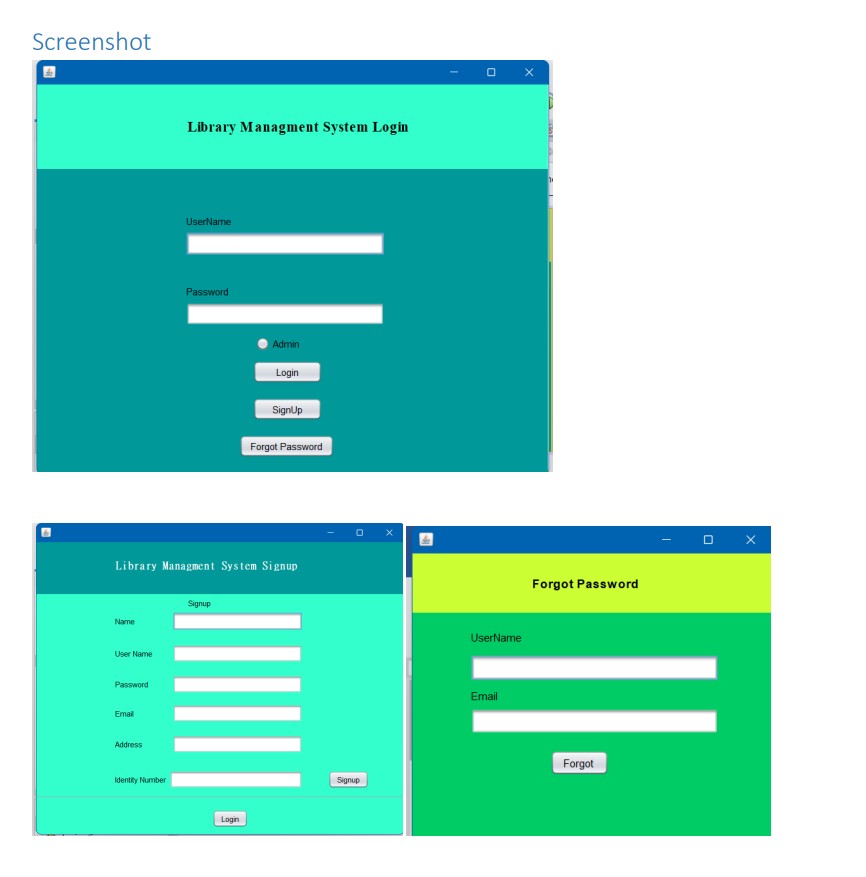 Screenshot
Library Managment System Login
UserName
Password
Admin
Login
SignUp
Forgot Password
Library Managment System Signup
Signup
Name
User Name
Password
Email
Address
Identity Number
Signup
Login
Forgot Password
UserName
Email
Forgot